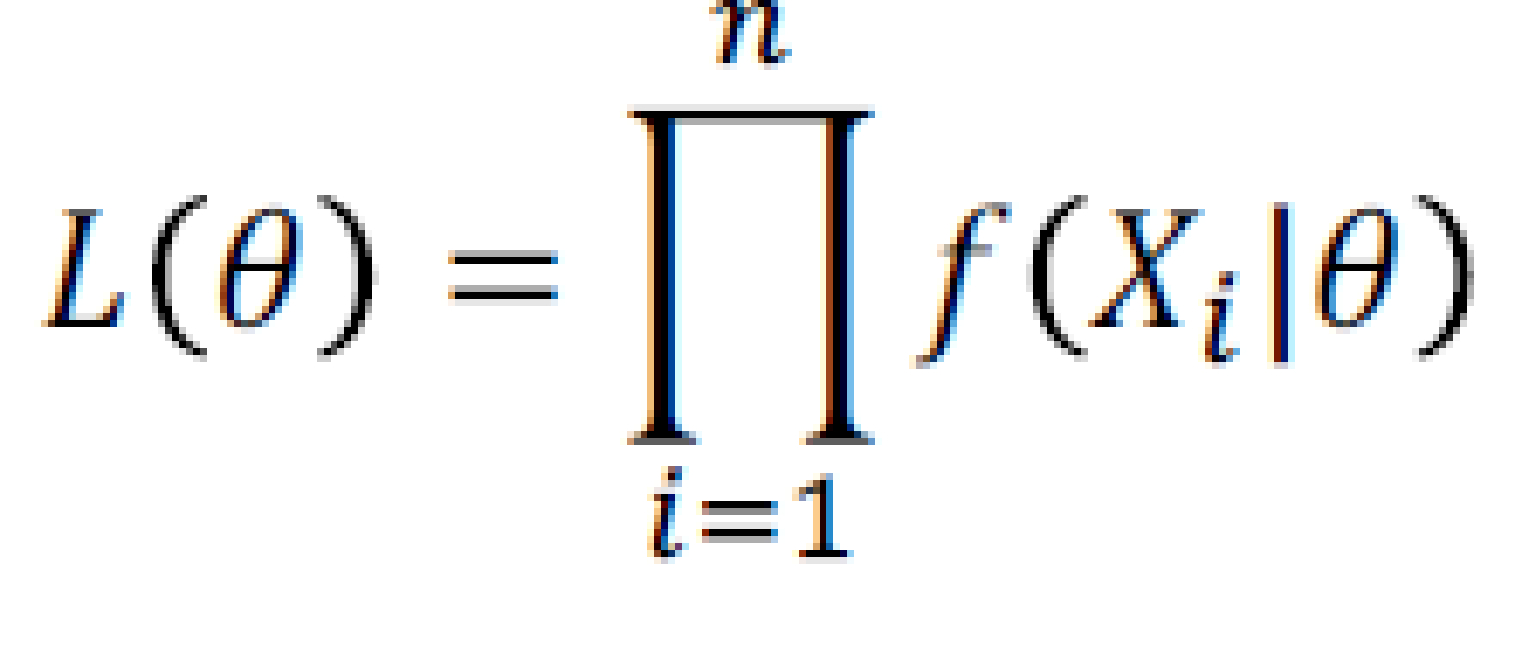 L(θ) = ∏_{i=1}^{n} f(X_i|θ)